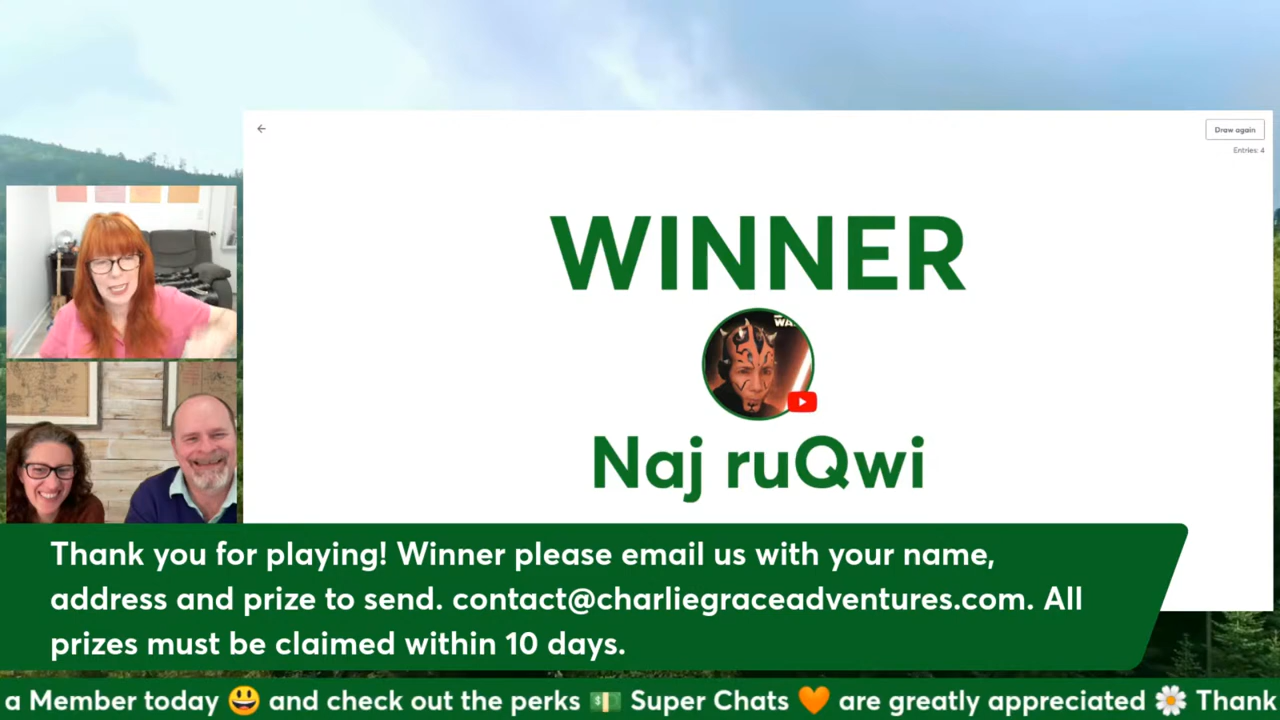 Draw again
Entries: 4
WINNER
WA
Naj ruQwi
Thank you for playing! Winner please email us with your name,
address and prize to send. contact@charliegraceadventures.com. All
prizes must be claimed within 10 days.
a Member today 😃 and check out the perks 💵 Super Chats 🧡 are greatly appreciated 🌼 Thank